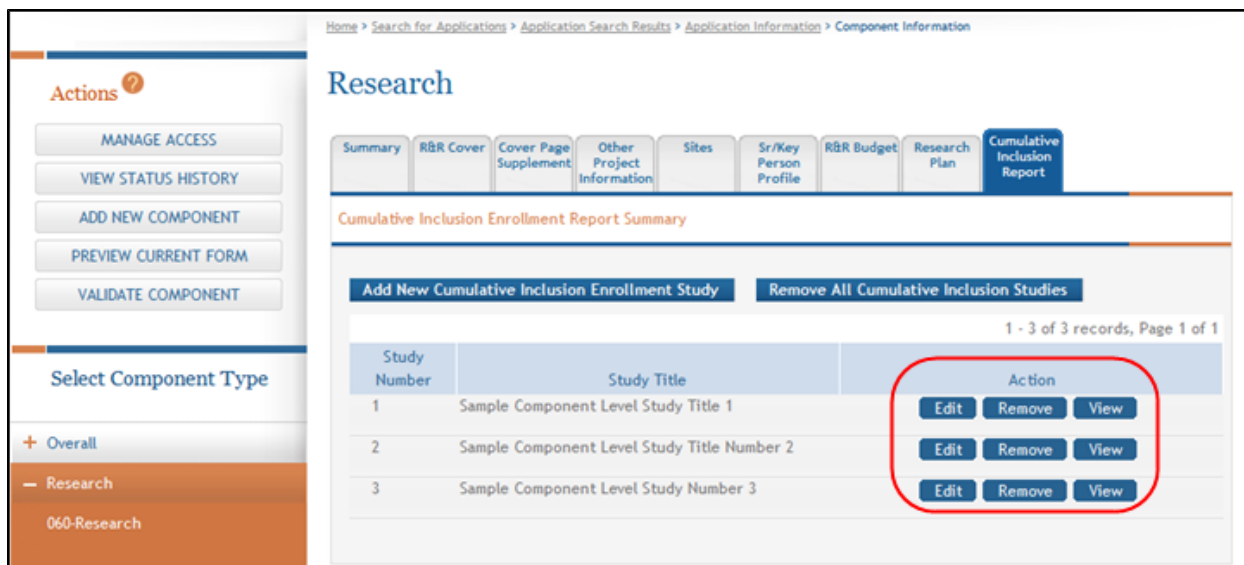 Home > Search for Applications > Application Search Results > Application Information > Component Information
Actions ?
MANAGE ACCESS
VIEW STATUS HISTORY
ADD NEW COMPONENT
PREVIEW CURRENT FORM
VALIDATE COMPONENT
Select Component Type
+ Overall
– Research
060-Research
Research
Summary
R&R Cover
Cover Page
Supplement
Other
Project
Information
Sites
Sr/Key
Person
Profile
R&R Budget
Research
Plan
Cumulative
Inclusion
Report
Cumulative Inclusion Enrollment Report Summary
Add New Cumulative Inclusion Enrollment Study Remove All Cumulative Inclusion Studies
1 - 3 of 3 records, Page 1 of 1
Study
Number Study Title Action
1 Sample Component Level Study Title 1 Edit Remove View
2 Sample Component Level Study Title Number 2 Edit Remove View
3 Sample Component Level Study Number 3 Edit Remove View